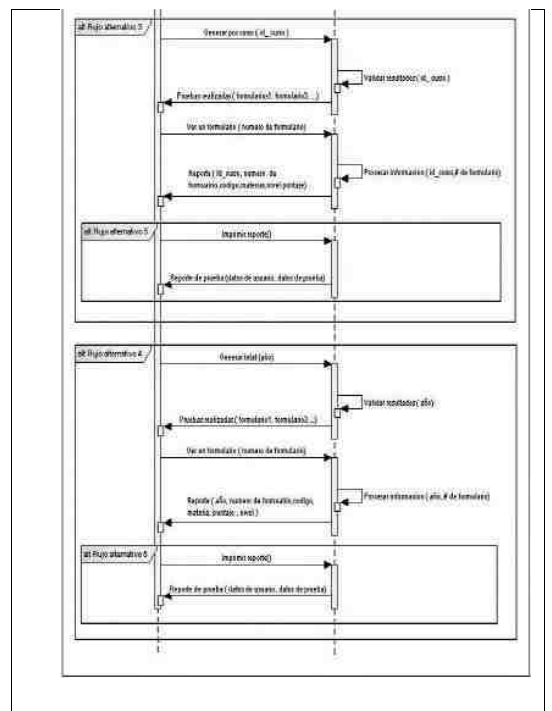 alt Flujo alternativo 3
Generar por curso ( id_curso )
Validar resultados ( id_curso )
Pruebas realizadas ( formulario1, formulario2, ...)
Ver un formulario ( numero de formulario)
Procesar informacion ( id_curso,# de formulario)
Reporte ( id_curso, numero de
formulario,codigo,materias,nivel puntaje)
alt Flujo alternativo 5
Imprimir reporte()
Reporte de prueba (datos de usuario, datos de prueba)
alt Flujo alternativo 4
Generar total (año)
Validar resultados( año)
Pruebas realizadas ( formulario1, formulario2 ...)
Ver un formulario ( numero de formulario)
Procesar informacion ( año, # de formulario)
Reporte ( año, numero de formulario,codigo,
materia, puntaje , nivel )
alt Flujo alternativo 6
Imprimir reporte()
Reporte de prueba ( datos de usuario, datos de prueba)